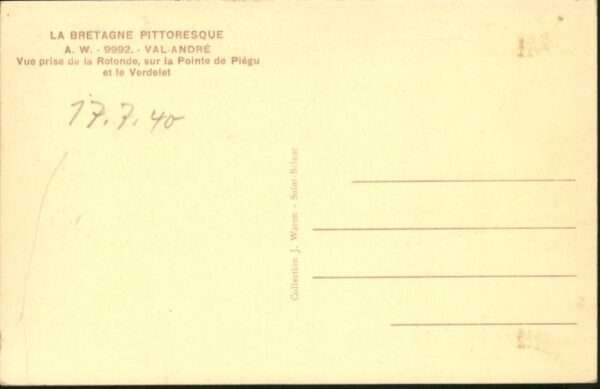 LA BRETAGNE PITTORESQUE
A. W. - 9992. - VAL-ANDRÉ
Vue prise de la Rotonde, sur la Pointe de Piégu
et le Verdelet
17.7.40
Collection J. Waron - Saint-Brieuc